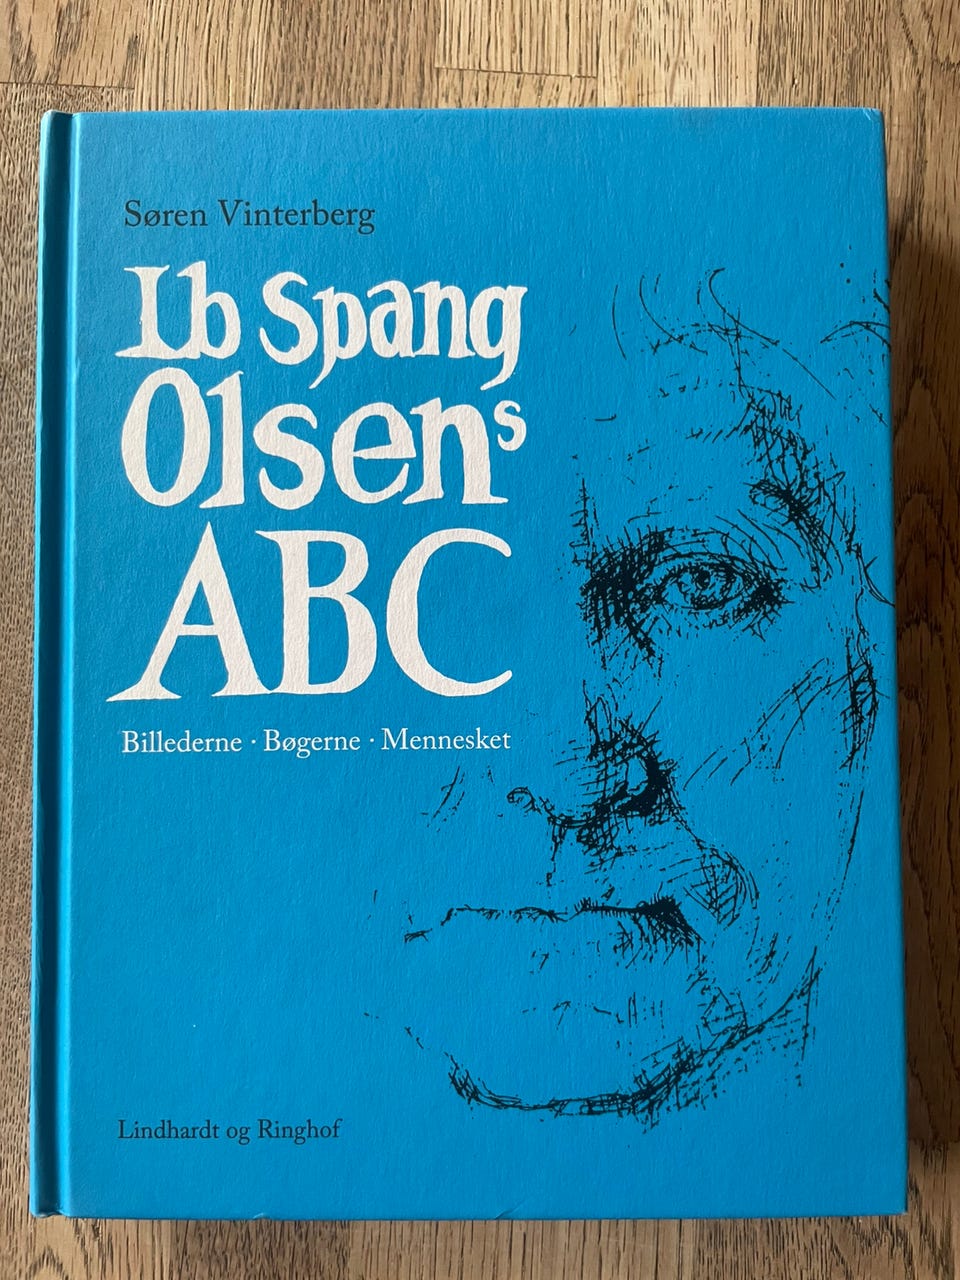 Søren Vinterberg
Ib Spang
Olsens
ABC
Billederne · Bøgerne · Mennesket
Lindhardt og Ringhof